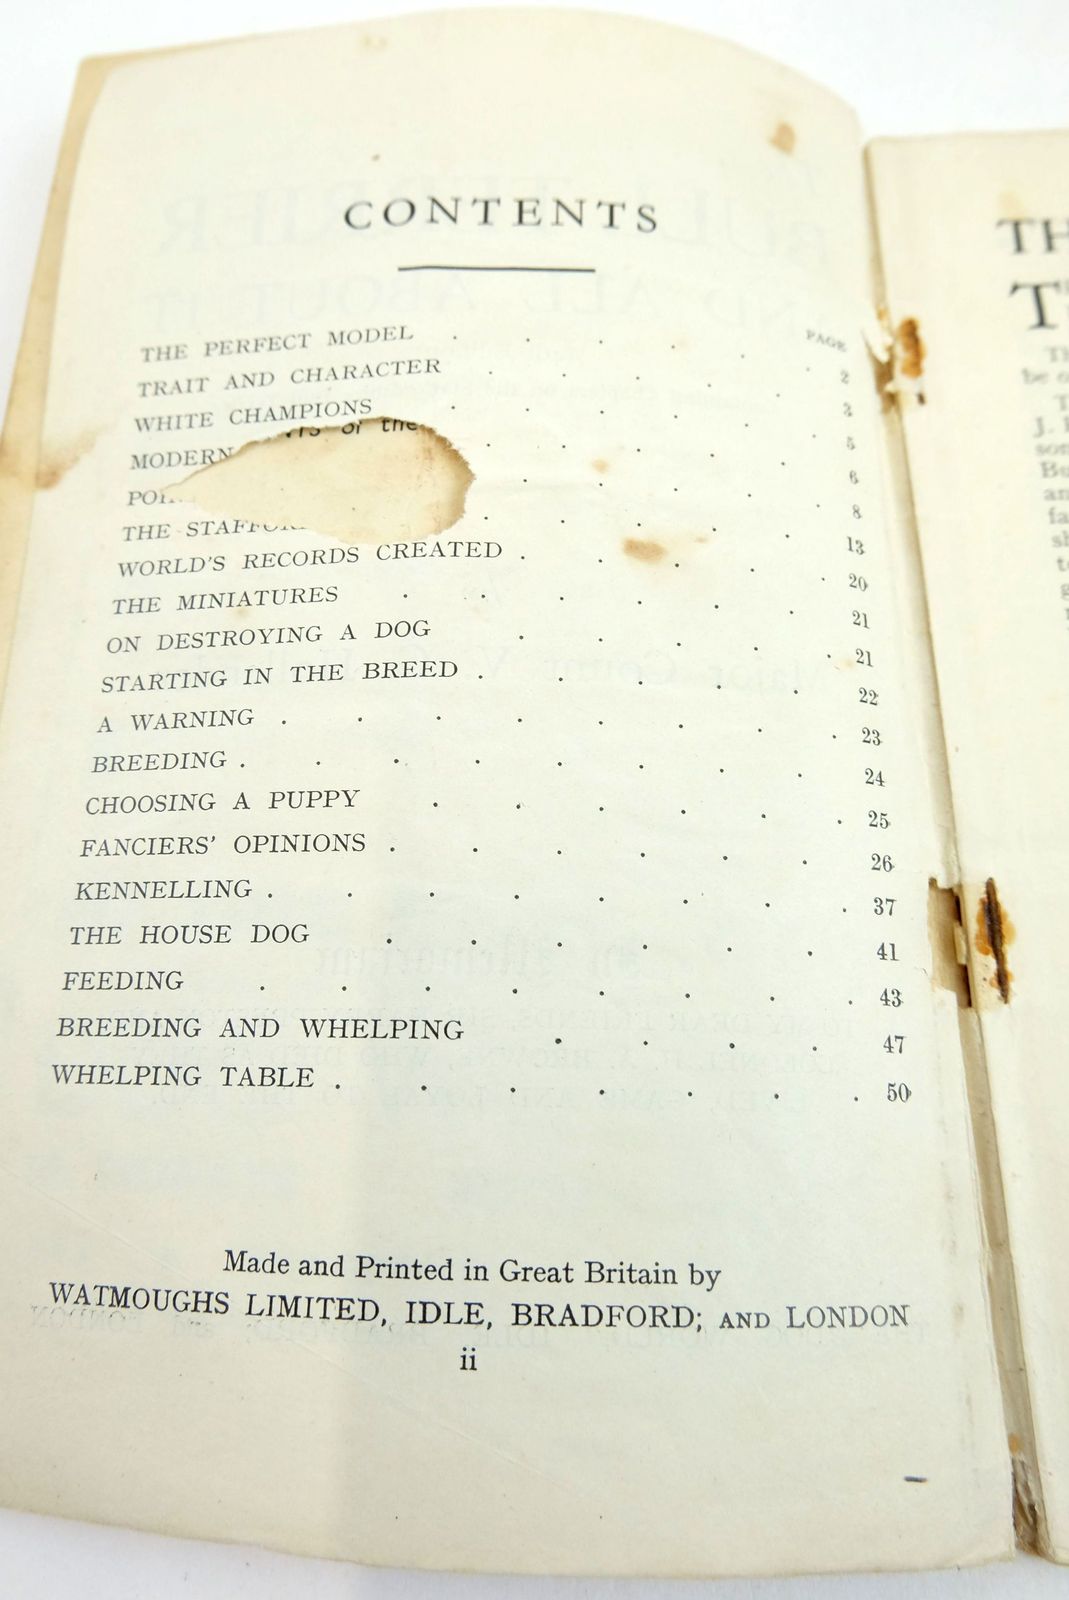 CONTENTS
PAGE
THE PERFECT MODEL . . . . . . 2
TRAIT AND CHARACTER . . . . 3
WHITE CHAMPIONS . . . . . 5
of the
MODERN . . . . 6
. . . . 8
THE . . . . . 13
WORLD'S RECORDS CREATED . . . . . 20
THE MINIATURES . . . . . . 21
ON DESTROYING A DOG . . . . . 21
STARTING IN THE BREED . . . . . 22
A WARNING . . . . . . . . 23
BREEDING . . . . . . . . 24
CHOOSING A PUPPY . . . . . . 25
FANCIERS' OPINIONS . . . . . . 26
KENNELLING . . . . . . . . 37
THE HOUSE DOG . . . . . . 41
FEEDING . . . . . . . . 43
BREEDING AND WHELPING . . . . 47
WHELPING TABLE . . . . . . . 50
Made and Printed in Great Britain by
WATMOUGHS LIMITED, IDLE, BRADFORD; AND LONDON
ii